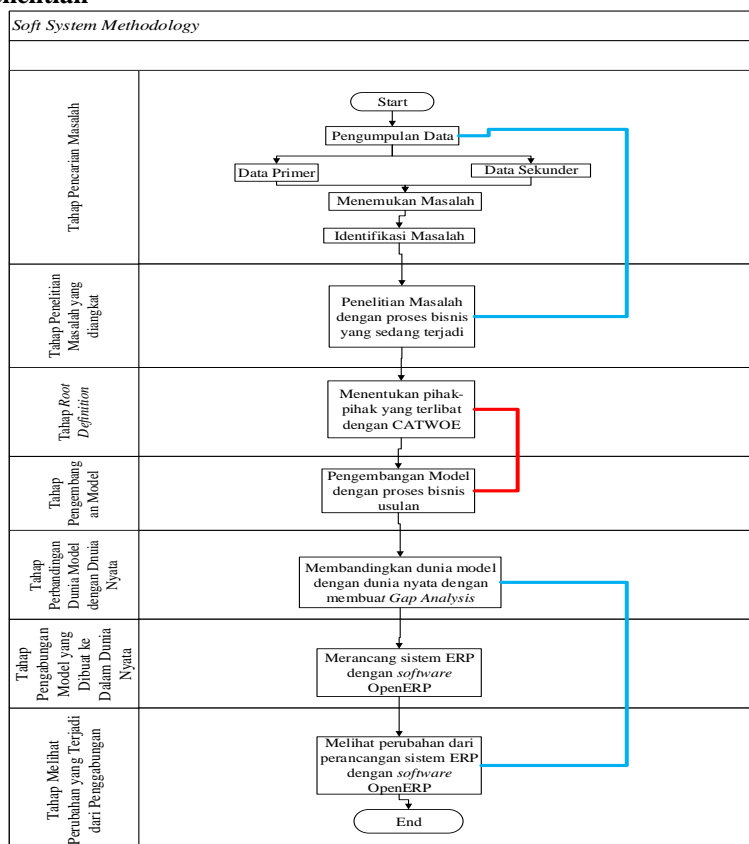 Soft System Methodology
Tahap Pencarian Masalah
Start
Pengumpulan Data
Data Primer
Data Sekunder
Menemukan Masalah
Identifikasi Masalah
Tahap Penelitian
Masalah yang
diangkat
Penelitian Masalah
dengan proses bisnis
yang sedang terjadi
Tahap Root
Definition
Menentukan pihak-
pihak yang terlibat
dengan CATWOE
Tahap
Pengembang
an Model
Pengembangan Model
dengan proses bisnis
usulan
Tahap
Perbandingan
Dunia Model
dengan Dnuia
Nyata
Membandingkan dunia model
dengan dunia nyata dengan
membuat Gap Analysis
Tahap
Pengabungan
Model yang
Dibuat ke
Dalam Dunia
Nyata
Merancang sistem ERP
dengan software
OpenERP
Tahap Melihat
Perubahan yang Terjadi
dari Penggabungan
Melihat perubahan dari
perancangan sistem ERP
dengan software
OpenERP
End